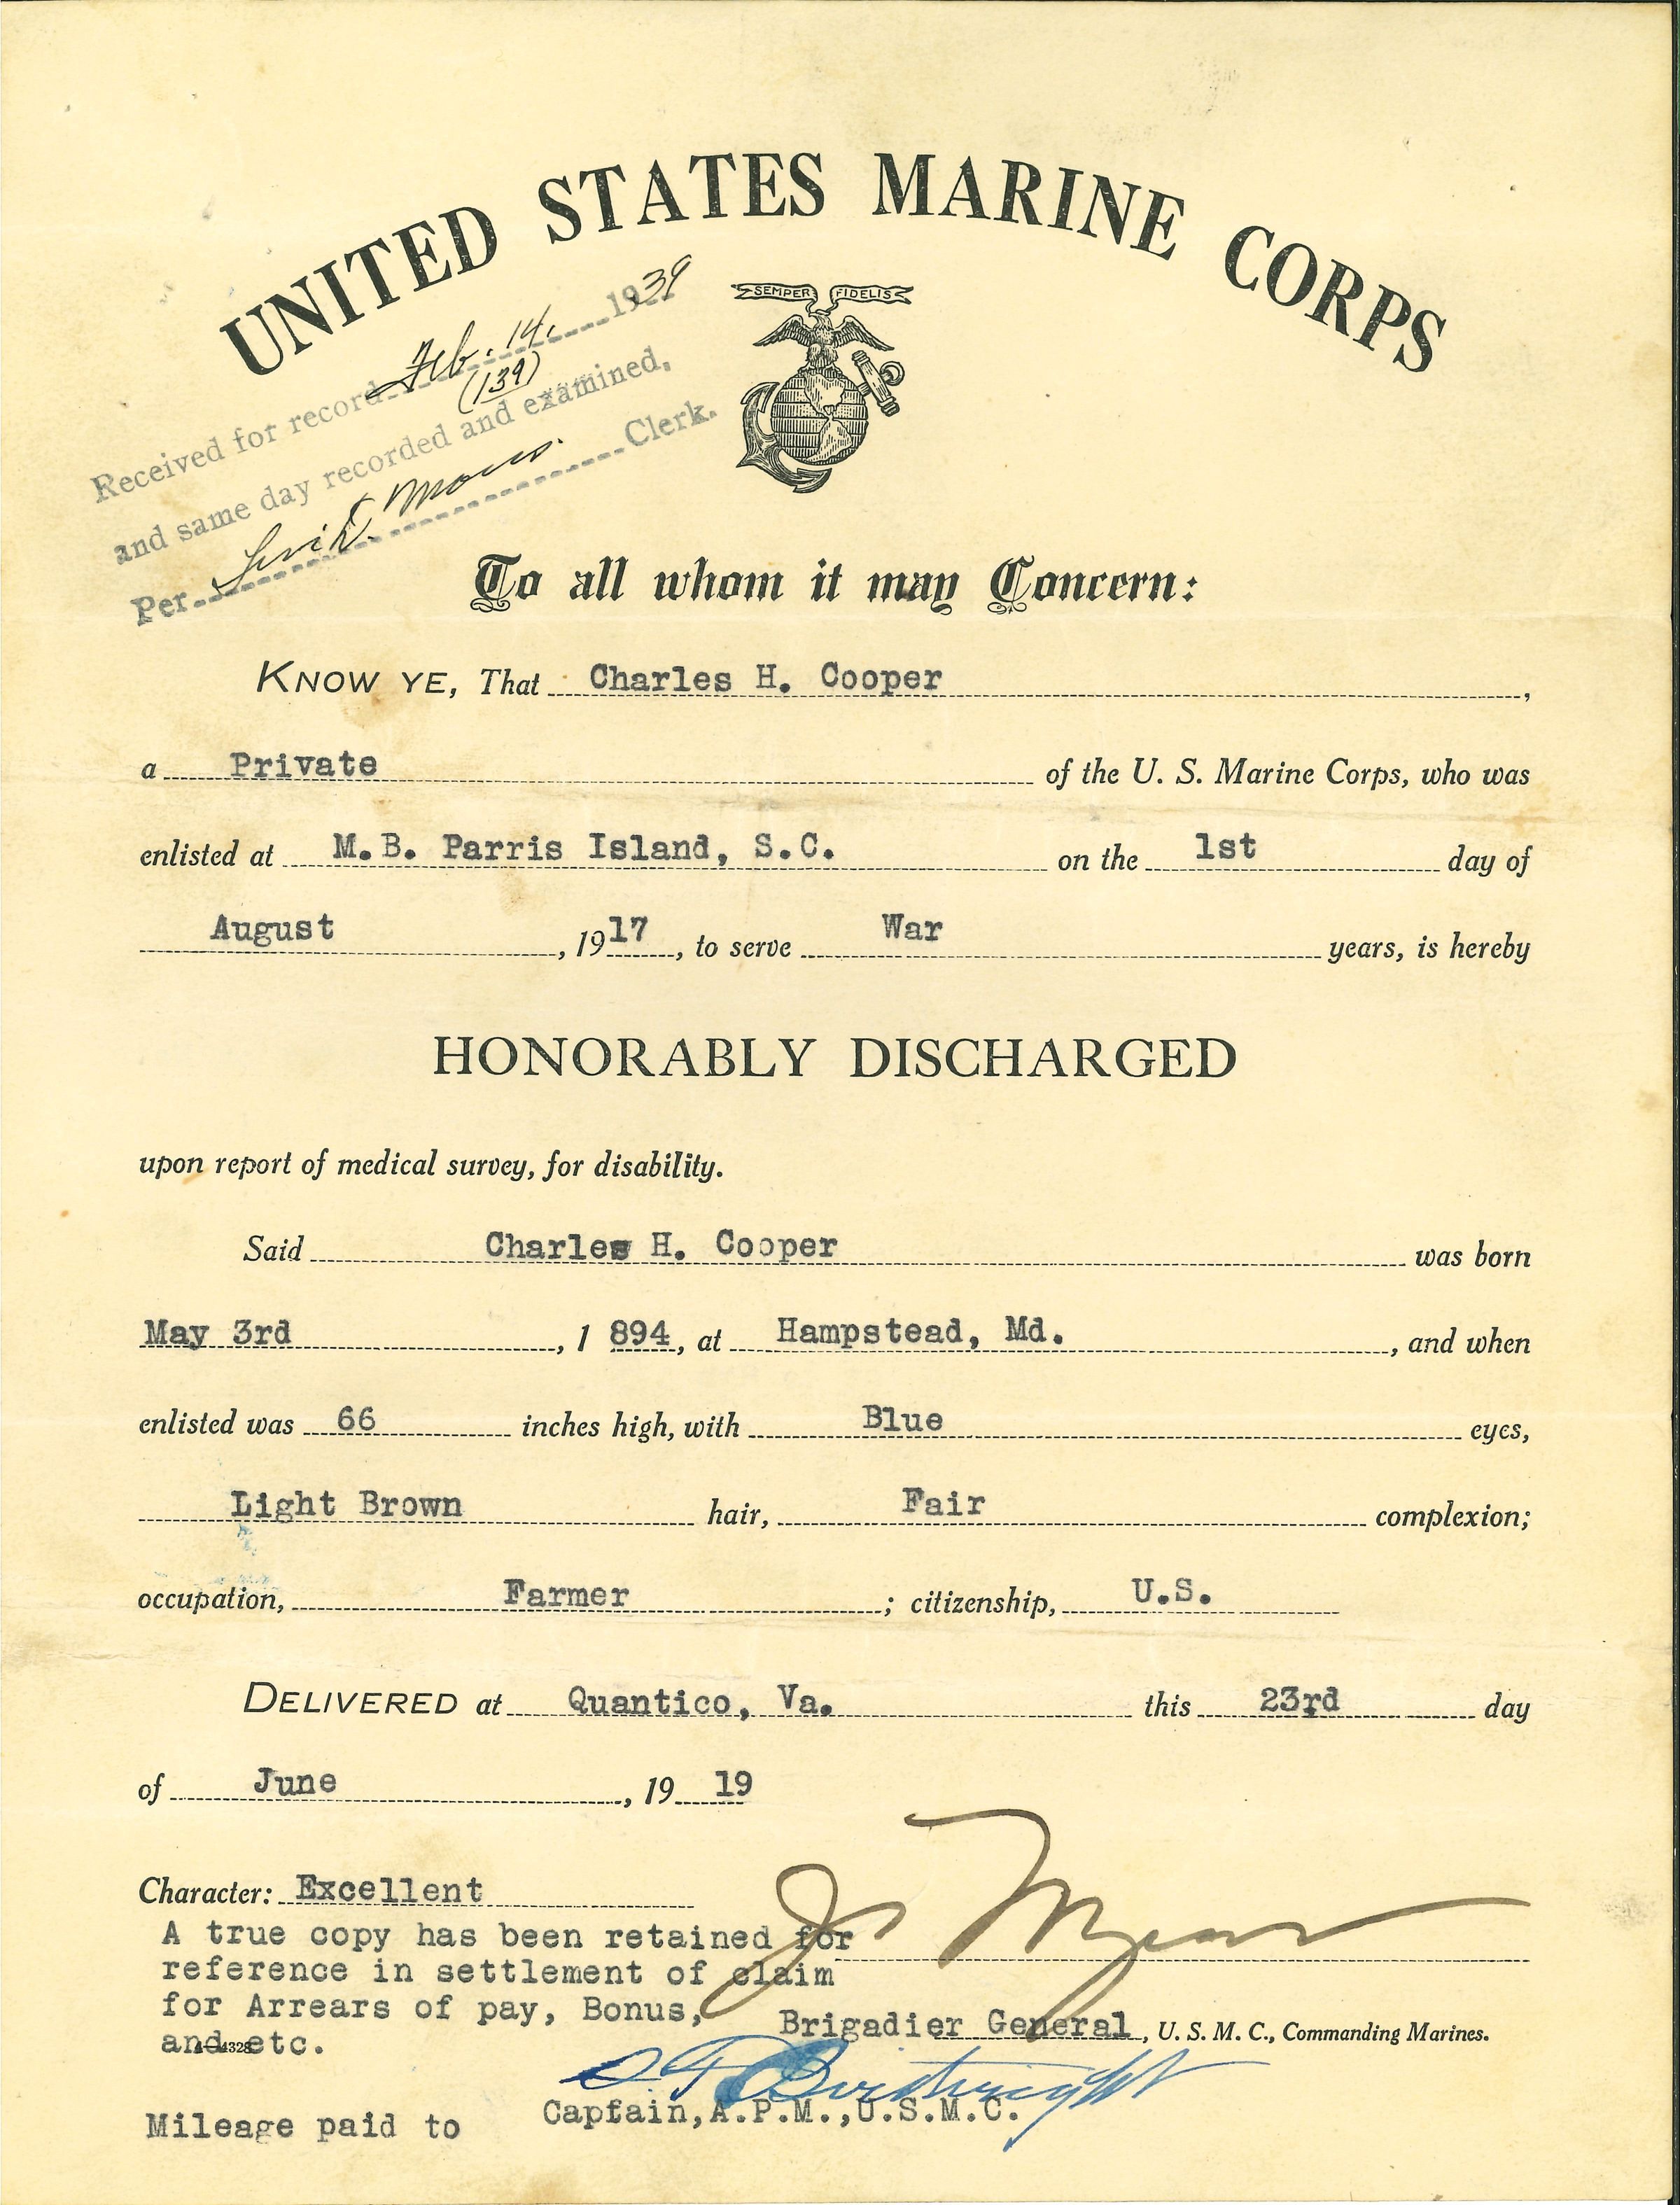 UNITED STATES MARINE CORPS
SEMPER FIDELIS
Received for record Feb. 14, 1939
(139)
and same day recorded and examined,
Per Clerk.
To all whom it may Concern:
KNOW YE, That Charles H. Cooper,
a Private of the U. S. Marine Corps, who was
enlisted at M.B. Parris Island, S.C. on the 1st day of
August, 1917, to serve War years, is hereby
HONORABLY DISCHARGED
upon report of medical survey, for disability.
Said Charles H. Cooper was born
May 3rd, 1 894, at Hampstead, Md., and when
enlisted was 66 inches high, with Blue eyes,
Light Brown hair, Fair complexion;
occupation, Farmer; citizenship, U.S.
DELIVERED at Quantico, Va. this 23rd day
of June, 19 19
Character: Excellent
A true copy has been retained for
reference in settlement of claim
for Arrears of pay, Bonus,
and etc.
Brigadier General, U. S. M. C., Commanding Marines.
Captain, A.P.M., U.S.M.C.
Mileage paid to